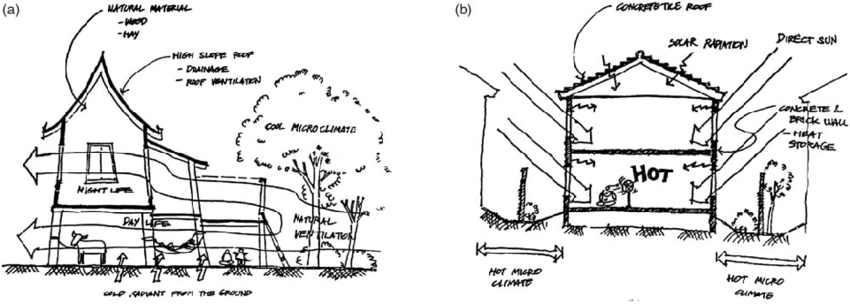 (a)
NATURAL MATERIAL
- WOOD
- HAY
HIGH SLOPE ROOF
- DRAINAGE
- ROOF VENTILATION
COOL MICROCLIMATE
NIGHT LIFE
DAY LIFE
NATURAL
VENTILATION
COLD RADIANT FROM THE GROUND
(b)
CONCRETE TILE ROOF
SOLAR RADIATION
DIRECT SUN
CONCRETE &
BRICK WALL
- HEAT
STORAGE
HOT
HOT MICRO
CLIMATE
HOT MICRO
CLIMATE